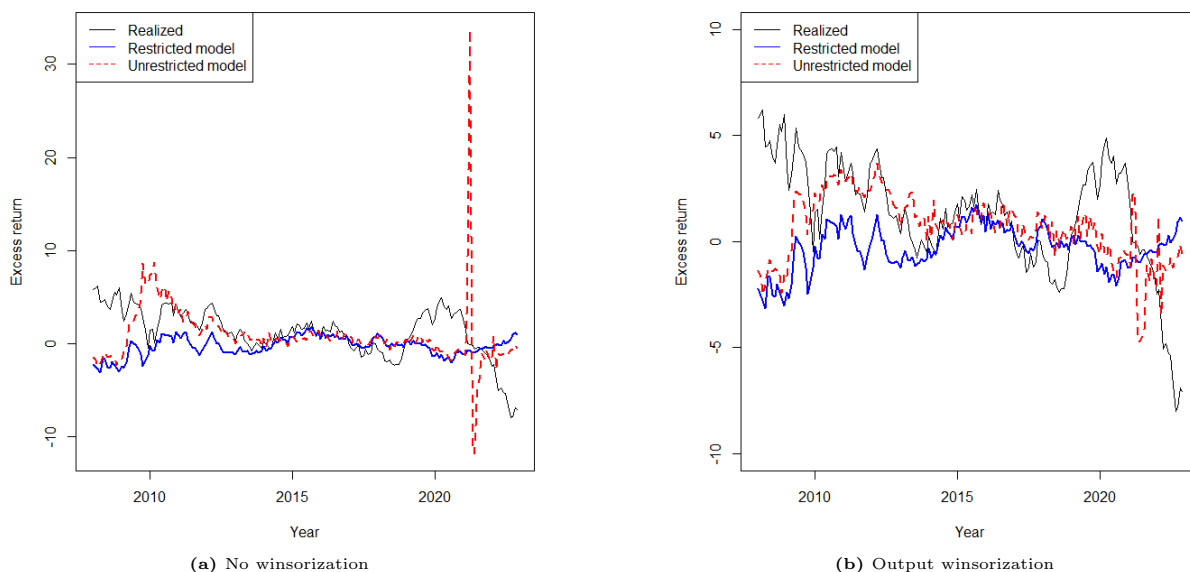 Realized
Restricted model
Unrestricted model
Excess return
30
20
10
0
-10
2010
2015
2020
Year
(a) No winsorization
Realized
Restricted model
Unrestricted model
Excess return
10
5
0
-5
-10
2010
2015
2020
Year
(b) Output winsorization